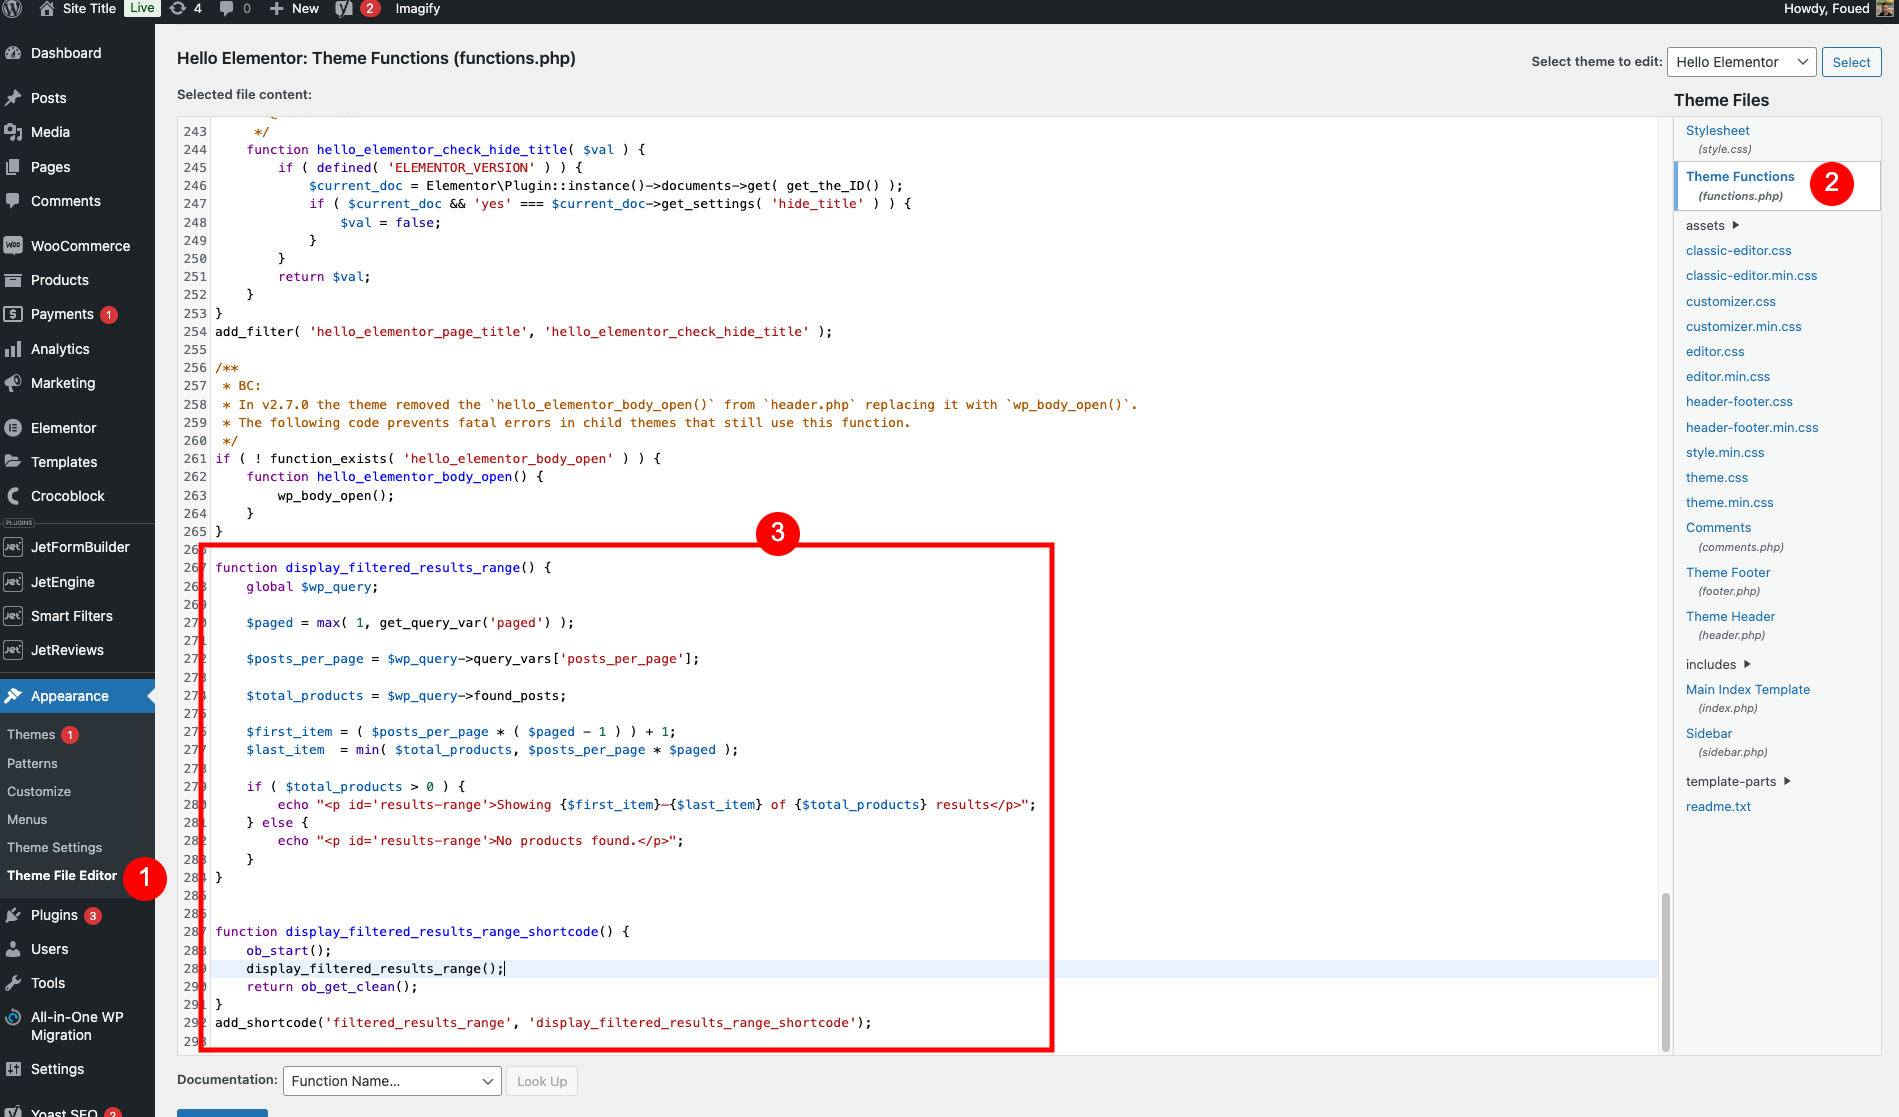 Site Title Live 4 0 New 2 Imagify
Howdy, Foued
Dashboard
Posts
Media
Pages
Comments
WooCommerce
Products
Payments 1
Analytics
Marketing
Elementor
Templates
Crocoblock
PLUGINS
JetFormBuilder
JetEngine
Smart Filters
JetReviews
Appearance
Themes 1
Patterns
Customize
Menus
Theme Settings
Theme File Editor 1
Plugins 3
Users
Tools
All-in-One WP
Migration
Settings
Yoast SEO 2
Hello Elementor: Theme Functions (functions.php)
Select theme to edit: Hello Elementor Select
Selected file content:
243 */
244 function hello_elementor_check_hide_title( $val ) {
245 if ( defined( 'ELEMENTOR_VERSION' ) ) {
246 $current_doc = Elementor\Plugin::instance()->documents->get( get_the_ID() );
247 if ( $current_doc && 'yes' === $current_doc->get_settings( 'hide_title' ) ) {
248 $val = false;
249 }
250 }
251 return $val;
252 }
253 }
254 add_filter( 'hello_elementor_page_title', 'hello_elementor_check_hide_title' );
255
256 /**
257 * BC:
258 * In v2.7.0 the theme removed the `hello_elementor_body_open()` from `header.php` replacing it with `wp_body_open()`.
259 * The following code prevents fatal errors in child themes that still use this function.
260 */
261 if ( ! function_exists( 'hello_elementor_body_open' ) ) {
262 function hello_elementor_body_open() {
263 wp_body_open();
264 }
265 }
3
266
267 function display_filtered_results_range() {
268 global $wp_query;
269
270 $paged = max( 1, get_query_var('paged') );
271
272 $posts_per_page = $wp_query->query_vars['posts_per_page'];
273
274 $total_products = $wp_query->found_posts;
275
276 $first_item = ( $posts_per_page * ( $paged - 1 ) ) + 1;
277 $last_item = min( $total_products, $posts_per_page * $paged );
278
279 if ( $total_products > 0 ) {
280 echo "<p id='results-range'>Showing {$first_item}–{$last_item} of {$total_products} results</p>";
281 } else {
282 echo "<p id='results-range'>No products found.</p>";
283 }
284 }
285
286
287 function display_filtered_results_range_shortcode() {
288 ob_start();
289 display_filtered_results_range();
290 return ob_get_clean();
291 }
292 add_shortcode('filtered_results_range', 'display_filtered_results_range_shortcode');
293
Documentation: Function Name... Look Up
Theme Files
Stylesheet
(style.css)
Theme Functions
(functions.php)
2
assets
classic-editor.css
classic-editor.min.css
customizer.css
customizer.min.css
editor.css
editor.min.css
header-footer.css
header-footer.min.css
style.min.css
theme.css
theme.min.css
Comments
(comments.php)
Theme Footer
(footer.php)
Theme Header
(header.php)
includes
Main Index Template
(index.php)
Sidebar
(sidebar.php)
template-parts
readme.txt